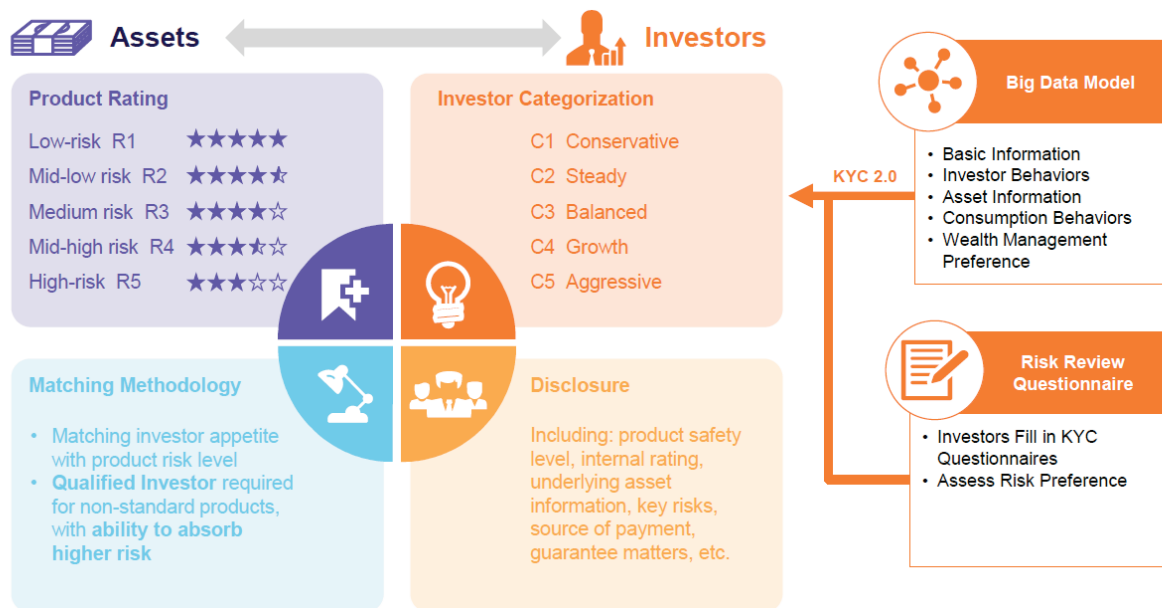 Assets
Investors
Product Rating
Low-risk R1
Mid-low risk R2
Medium risk R3
Mid-high risk R4
High-risk R5
Investor Categorization
C1 Conservative
C2 Steady
C3 Balanced
C4 Growth
C5 Aggressive
Matching Methodology
• Matching investor appetite
with product risk level
• Qualified Investor required
for non-standard products,
with ability to absorb
higher risk
Disclosure
Including: product safety
level, internal rating,
underlying asset
information, key risks,
source of payment,
guarantee matters, etc.
KYC 2.0
Big Data Model
• Basic Information
• Investor Behaviors
• Asset Information
• Consumption Behaviors
• Wealth Management
Preference
Risk Review
Questionnaire
• Investors Fill in KYC
Questionnaires
• Assess Risk Preference